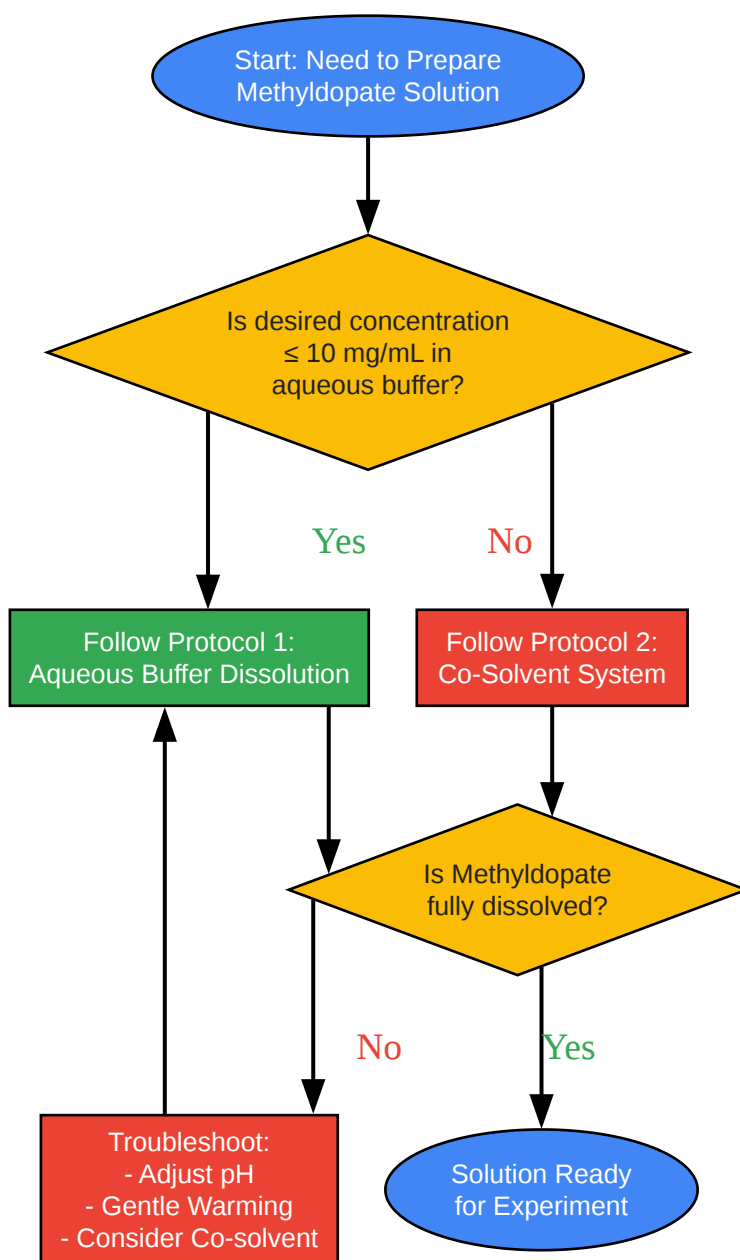 Start: Need to Prepare
Methyldopate Solution
Is desired concentration
≤ 10 mg/mL in
aqueous buffer?
Yes
No
Follow Protocol 1:
Aqueous Buffer Dissolution
Follow Protocol 2:
Co-Solvent System
Is Methyldopate
fully dissolved?
No
Yes
Troubleshoot:
- Adjust pH
- Gentle Warming
- Consider Co-solvent
Solution Ready
for Experiment